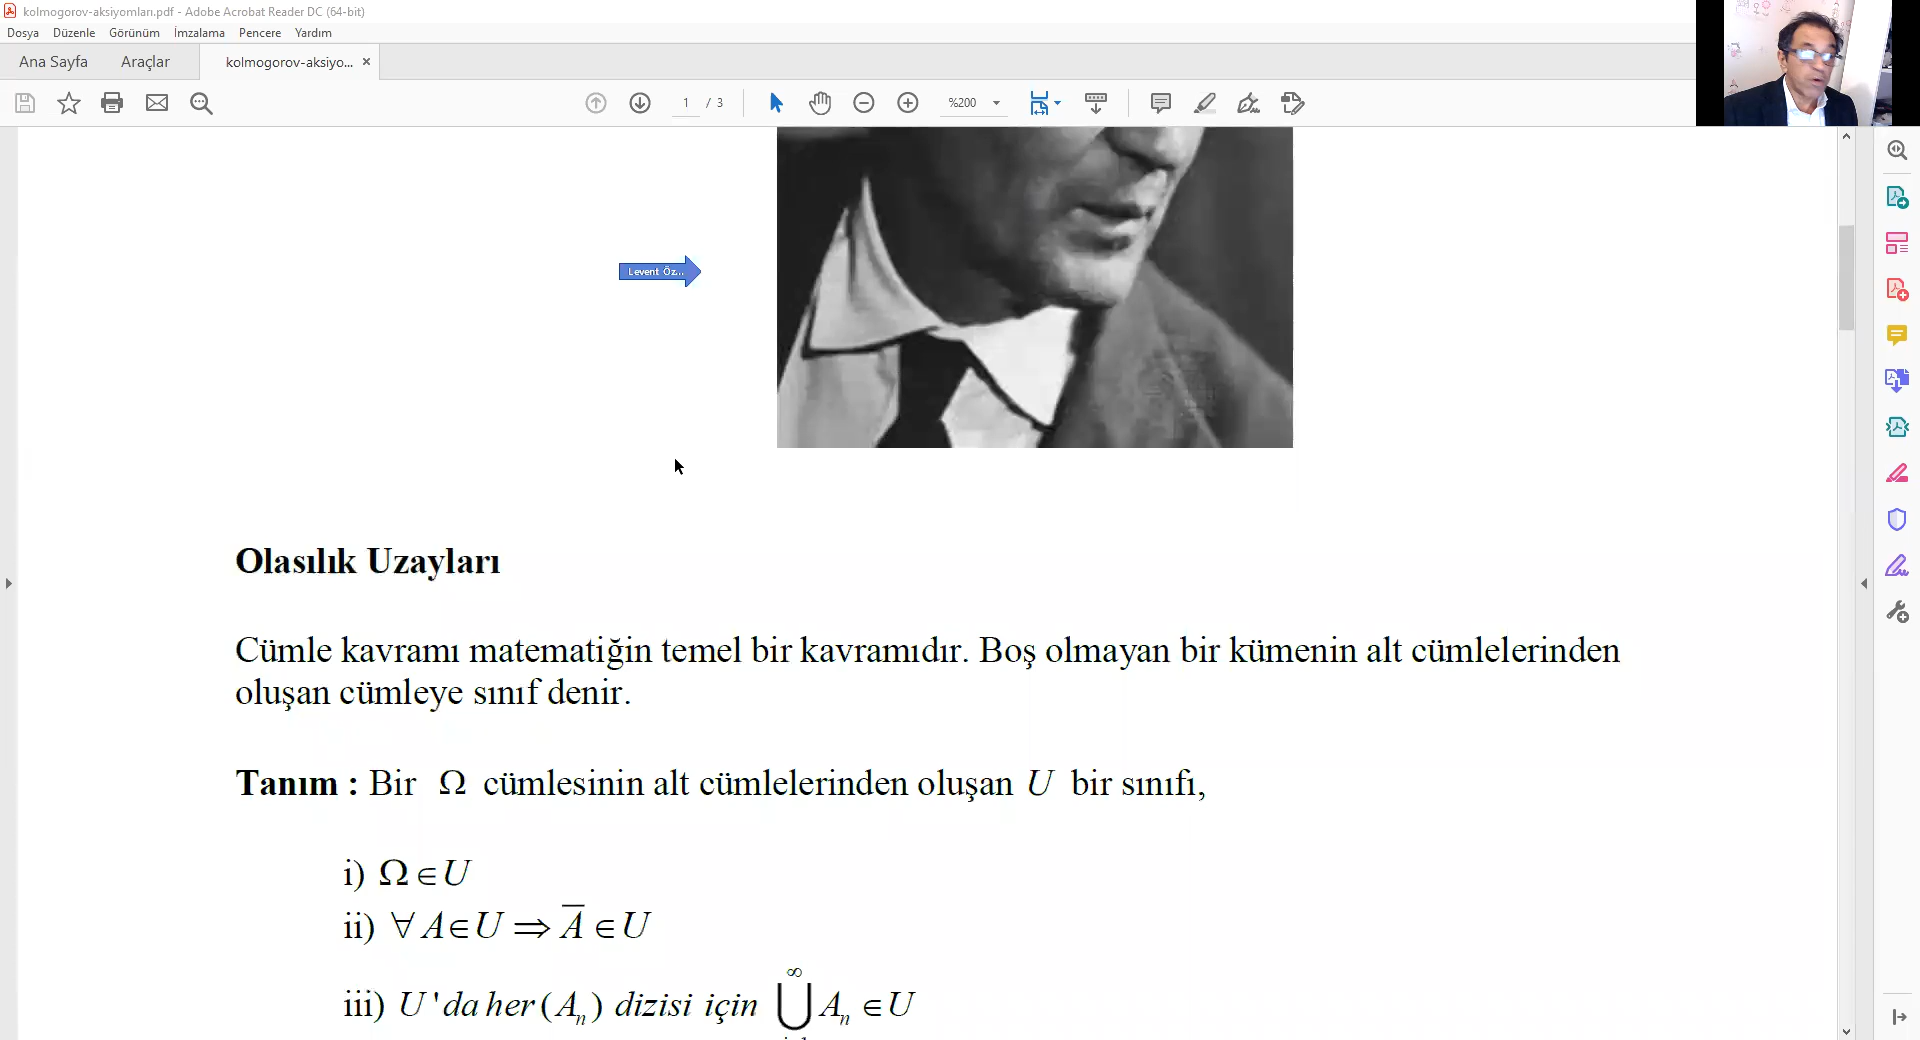 kolmogorov-aksiyomları.pdf - Adobe Acrobat Reader DC (64-bit)
Dosya Düzenle Görünüm İmzalama Pencere Yardım
Ana Sayfa Araçlar kolmogorov-aksiyo... ×
1 / 3 %200
Levent Öz...
Olasılık Uzayları
Cümle kavramı matematiğin temel bir kavramıdır. Boş olmayan bir kümenin alt cümlelerinden
oluşan cümleye sınıf denir.
Tanım : Bir Ω cümlesinin alt cümlelerinden oluşan U bir sınıfı,
i) Ω ∈ U
ii) ∀ A ∈ U ⇒ A̅ ∈ U
iii) U ' da her (Aₙ) dizisi için ∞ ⋃ Aₙ ∈ U